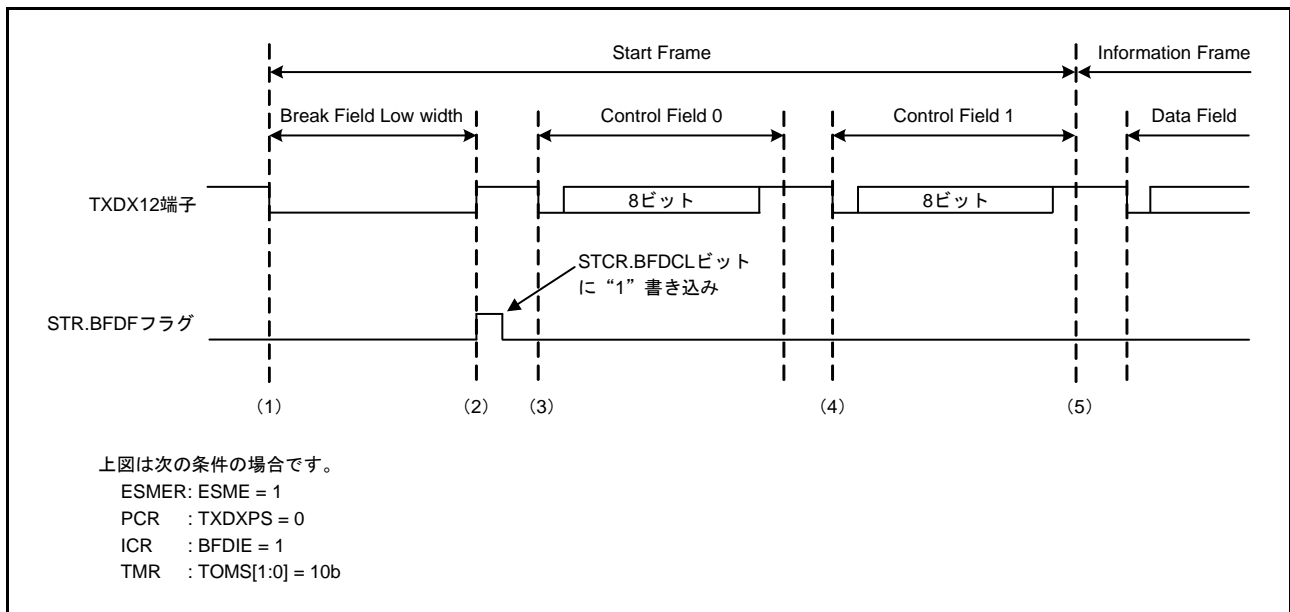 Start Frame
Information Frame
Break Field Low width
Control Field 0
Control Field 1
Data Field
TXDX12端子
8ビット
8ビット
STCR.BFDCLビット
に“1”書き込み
STR.BFDFフラグ
(1)
(2)
(3)
(4)
(5)
上図は次の条件の場合です。
ESMER: ESME = 1
PCR : TXDXPS = 0
ICR : BFDIE = 1
TMR : TOMS[1:0] = 10b